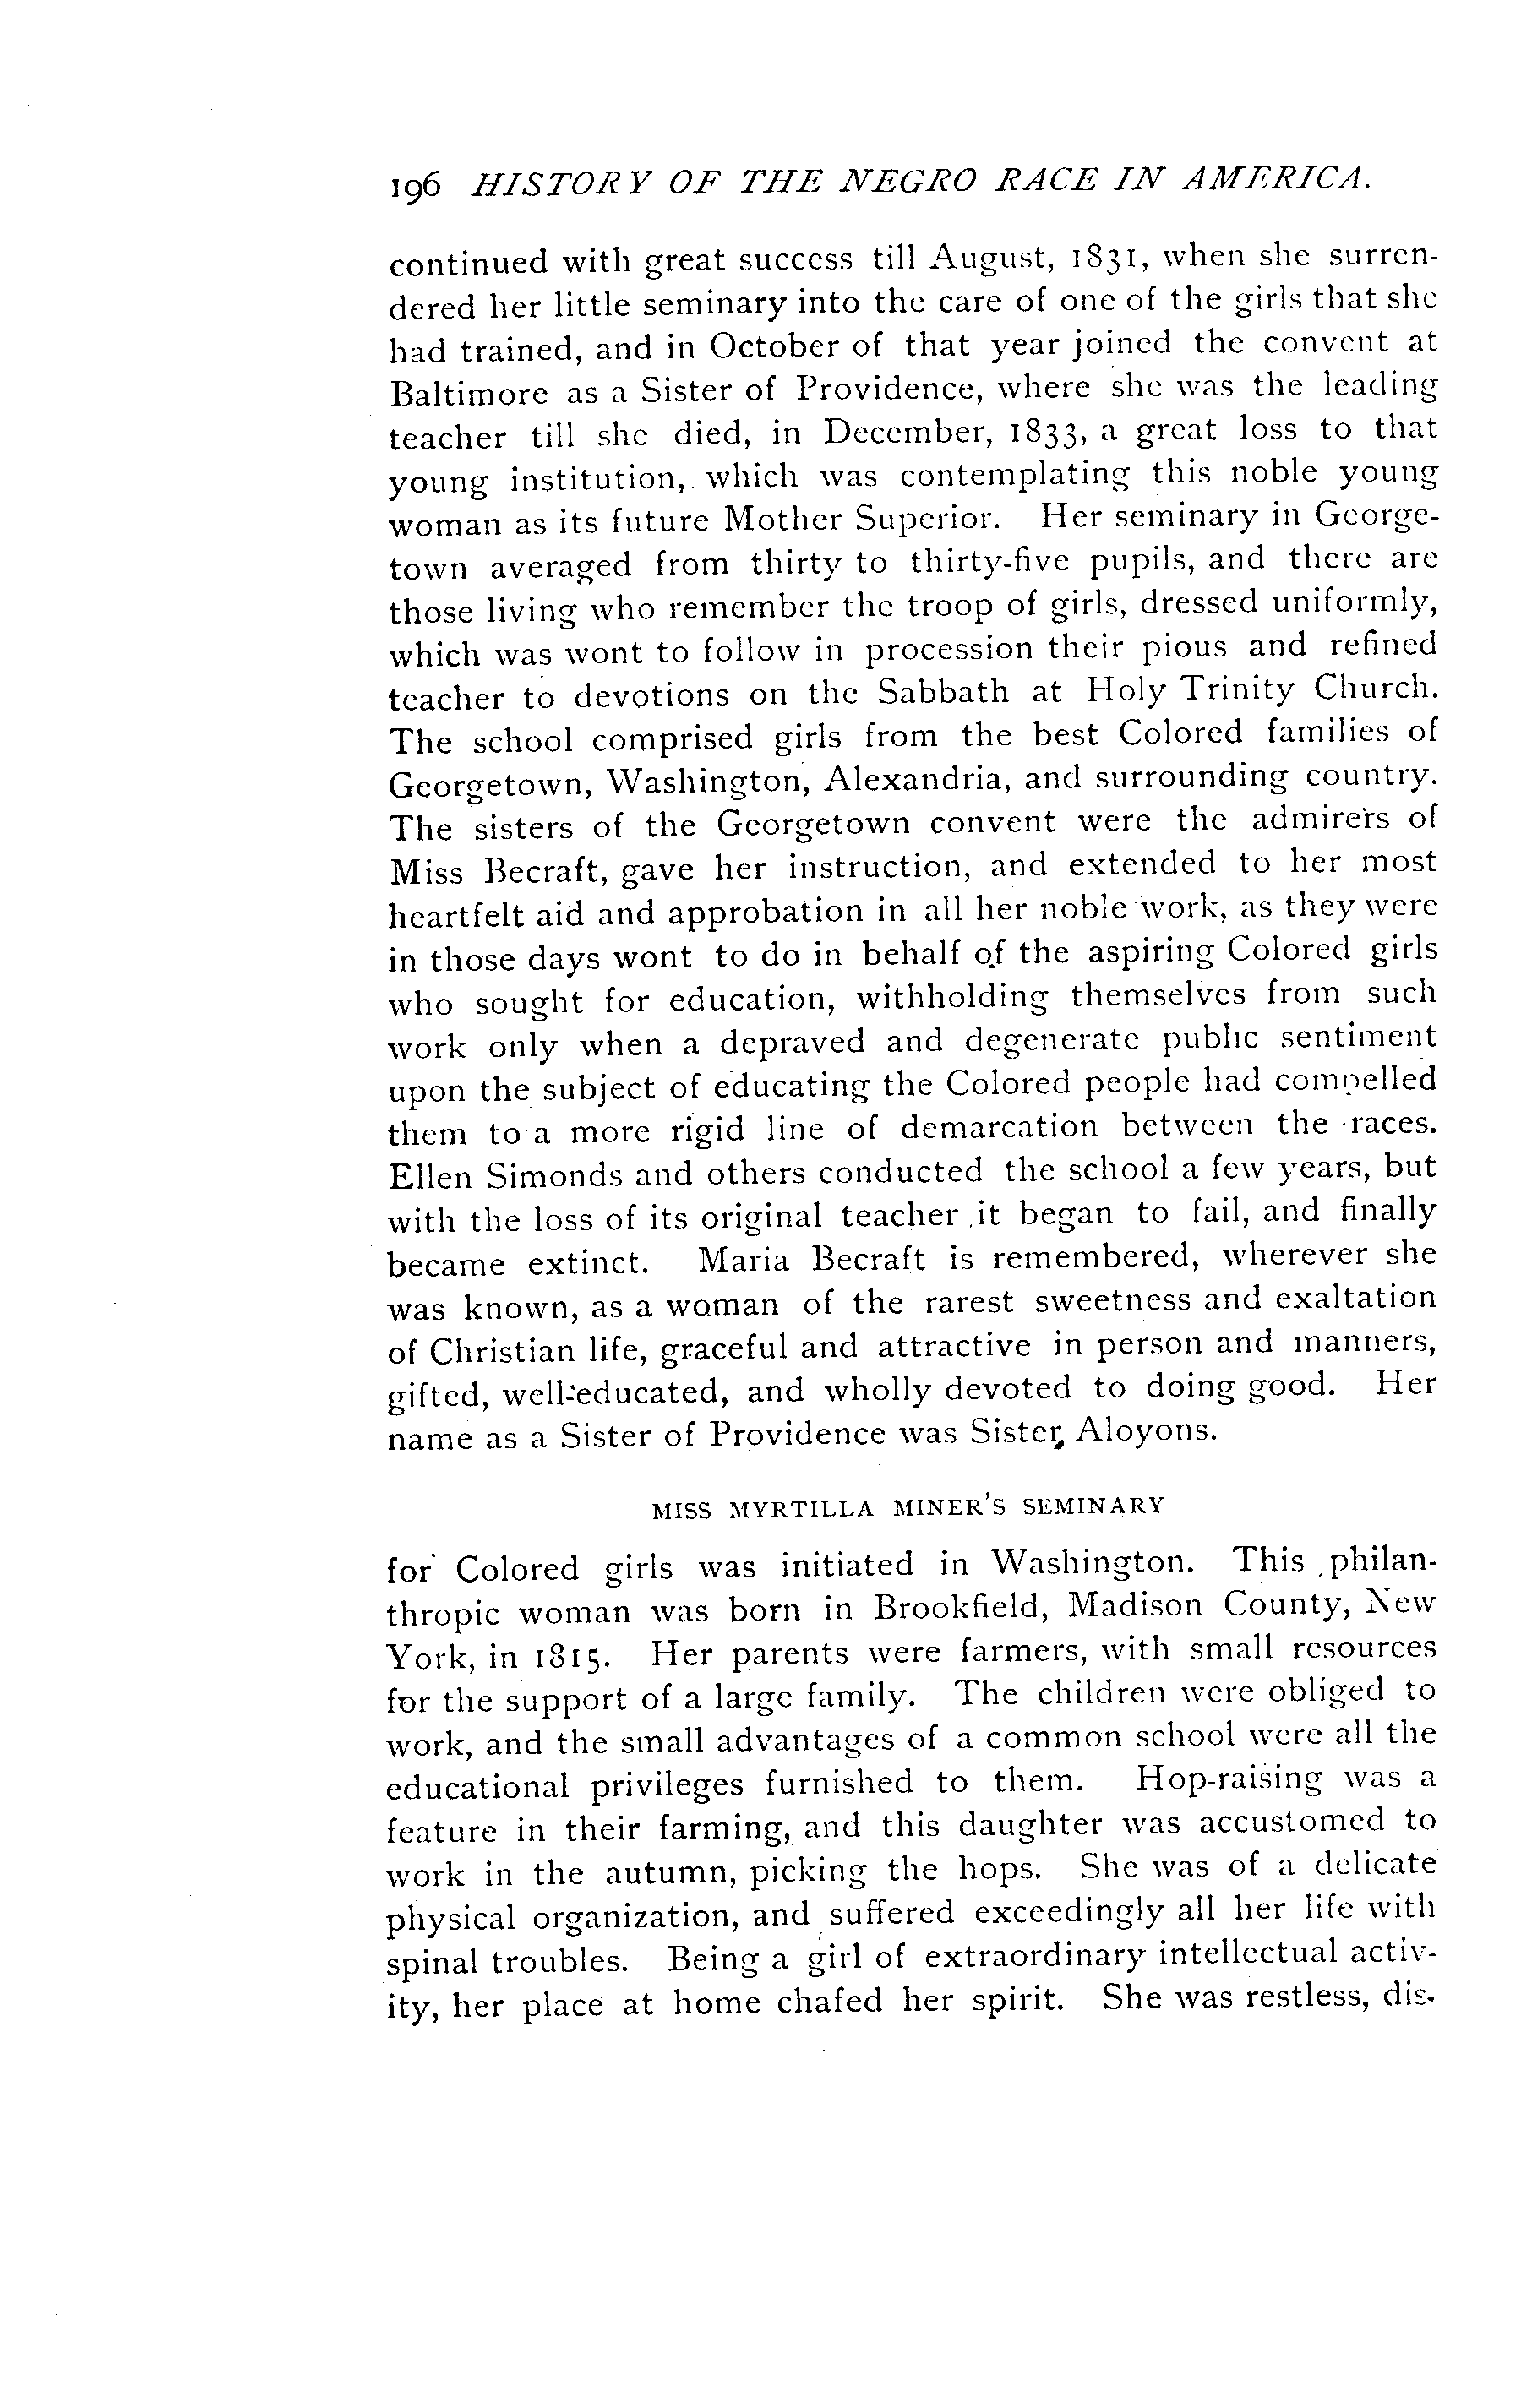 196 HISTORY OF THE NEGRO RACE IN AMERICA.
continued with great success till August, 1831, when she surren-
dered her little seminary into the care of one of the girls that she
had trained, and in October of that year joined the convent at
Baltimore as a Sister of Providence, where she was the leading
teacher till she died, in December, 1833, a great loss to that
young institution, which was contemplating this noble young
woman as its future Mother Superior. Her seminary in George-
town averaged from thirty to thirty-five pupils, and there are
those living who remember the troop of girls, dressed uniformly,
which was wont to follow in procession their pious and refined
teacher to devotions on the Sabbath at Holy Trinity Church.
The school comprised girls from the best Colored families of
Georgetown, Washington, Alexandria, and surrounding country.
The sisters of the Georgetown convent were the admirers of
Miss Becraft, gave her instruction, and extended to her most
heartfelt aid and approbation in all her noble work, as they were
in those days wont to do in behalf of the aspiring Colored girls
who sought for education, withholding themselves from such
work only when a depraved and degenerate public sentiment
upon the subject of educating the Colored people had compelled
them to a more rigid line of demarcation between the races.
Ellen Simonds and others conducted the school a few years, but
with the loss of its original teacher it began to fail, and finally
became extinct. Maria Becraft is remembered, wherever she
was known, as a woman of the rarest sweetness and exaltation
of Christian life, graceful and attractive in person and manners,
gifted, well-educated, and wholly devoted to doing good. Her
name as a Sister of Providence was Sister Aloyons.
MISS MYRTILLA MINER'S SEMINARY
for Colored girls was initiated in Washington. This philan-
thropic woman was born in Brookfield, Madison County, New
York, in 1815. Her parents were farmers, with small resources
for the support of a large family. The children were obliged to
work, and the small advantages of a common school were all the
educational privileges furnished to them. Hop-raising was a
feature in their farming, and this daughter was accustomed to
work in the autumn, picking the hops. She was of a delicate
physical organization, and suffered exceedingly all her life with
spinal troubles. Being a girl of extraordinary intellectual activ-
ity, her place at home chafed her spirit. She was restless, dis-